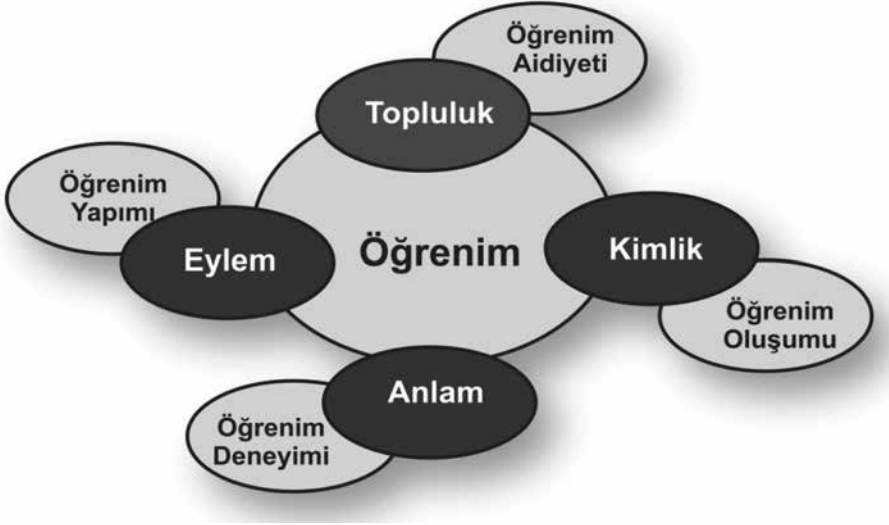 Öğrenim
Aidiyeti
Topluluk
Öğrenim
Yapımı
Eylem
Öğrenim
Kimlik
Öğrenim
Oluşumu
Anlam
Öğrenim
Deneyimi